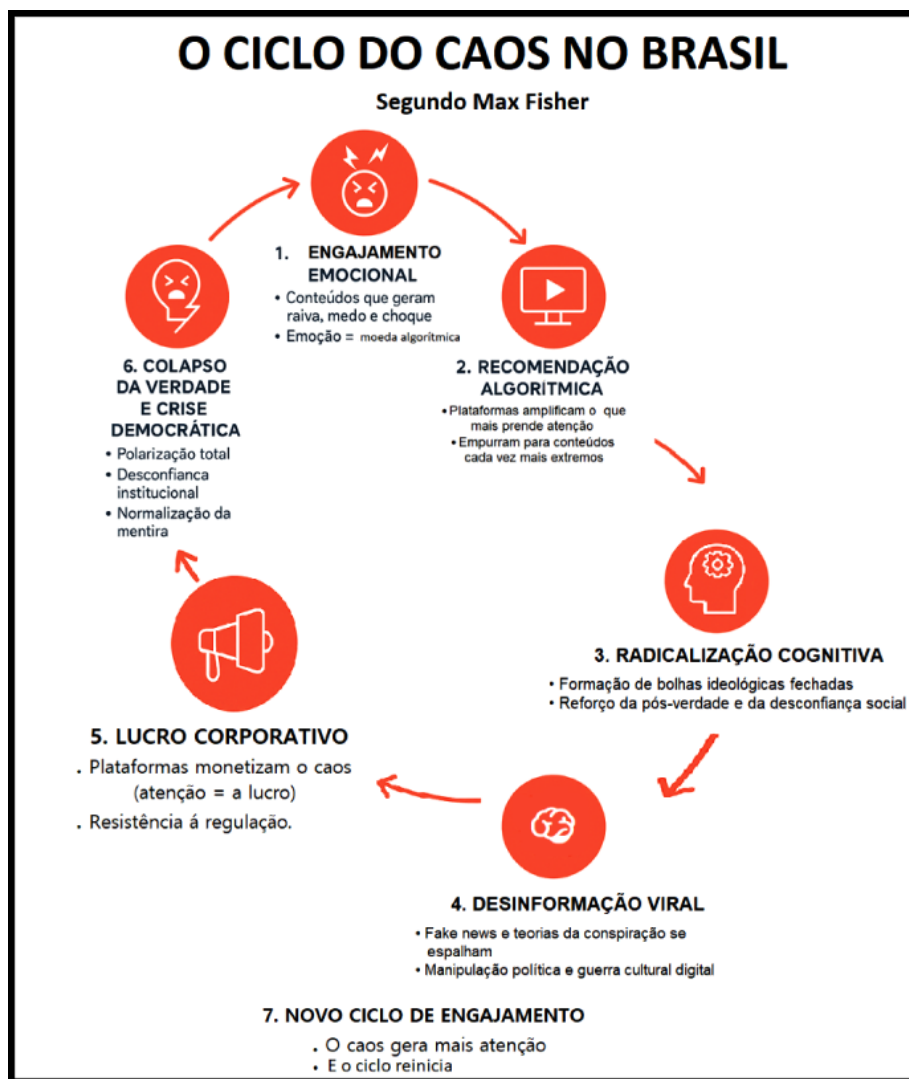 O CICLO DO CAOS NO BRASIL
Segundo Max Fisher
1. ENGAJAMENTO
EMOCIONAL
• Conteúdos que geram
raiva, medo e choque
• Emoção = moeda algorítmica
2. RECOMENDAÇÃO
ALGORÍTMICA
• Plataformas amplificam o que
mais prende atenção
• Empurram para conteúdos
cada vez mais extremos
3. RADICALIZAÇÃO COGNITIVA
• Formação de bolhas ideológicas fechadas
• Reforço da pós-verdade e da desconfiança social
4. DESINFORMAÇÃO VIRAL
• Fake news e teorias da conspiração se
espalham
• Manipulação política e guerra cultural digital
5. LUCRO CORPORATIVO
. Plataformas monetizam o caos
(atenção = a lucro)
. Resistência á regulação.
6. COLAPSO
DA VERDADE
E CRISE
DEMOCRÁTICA
• Polarização total
• Desconfianca
institucional
• Normalização da
mentira
7. NOVO CICLO DE ENGAJAMENTO
. O caos gera mais atenção
• E o ciclo reinicia